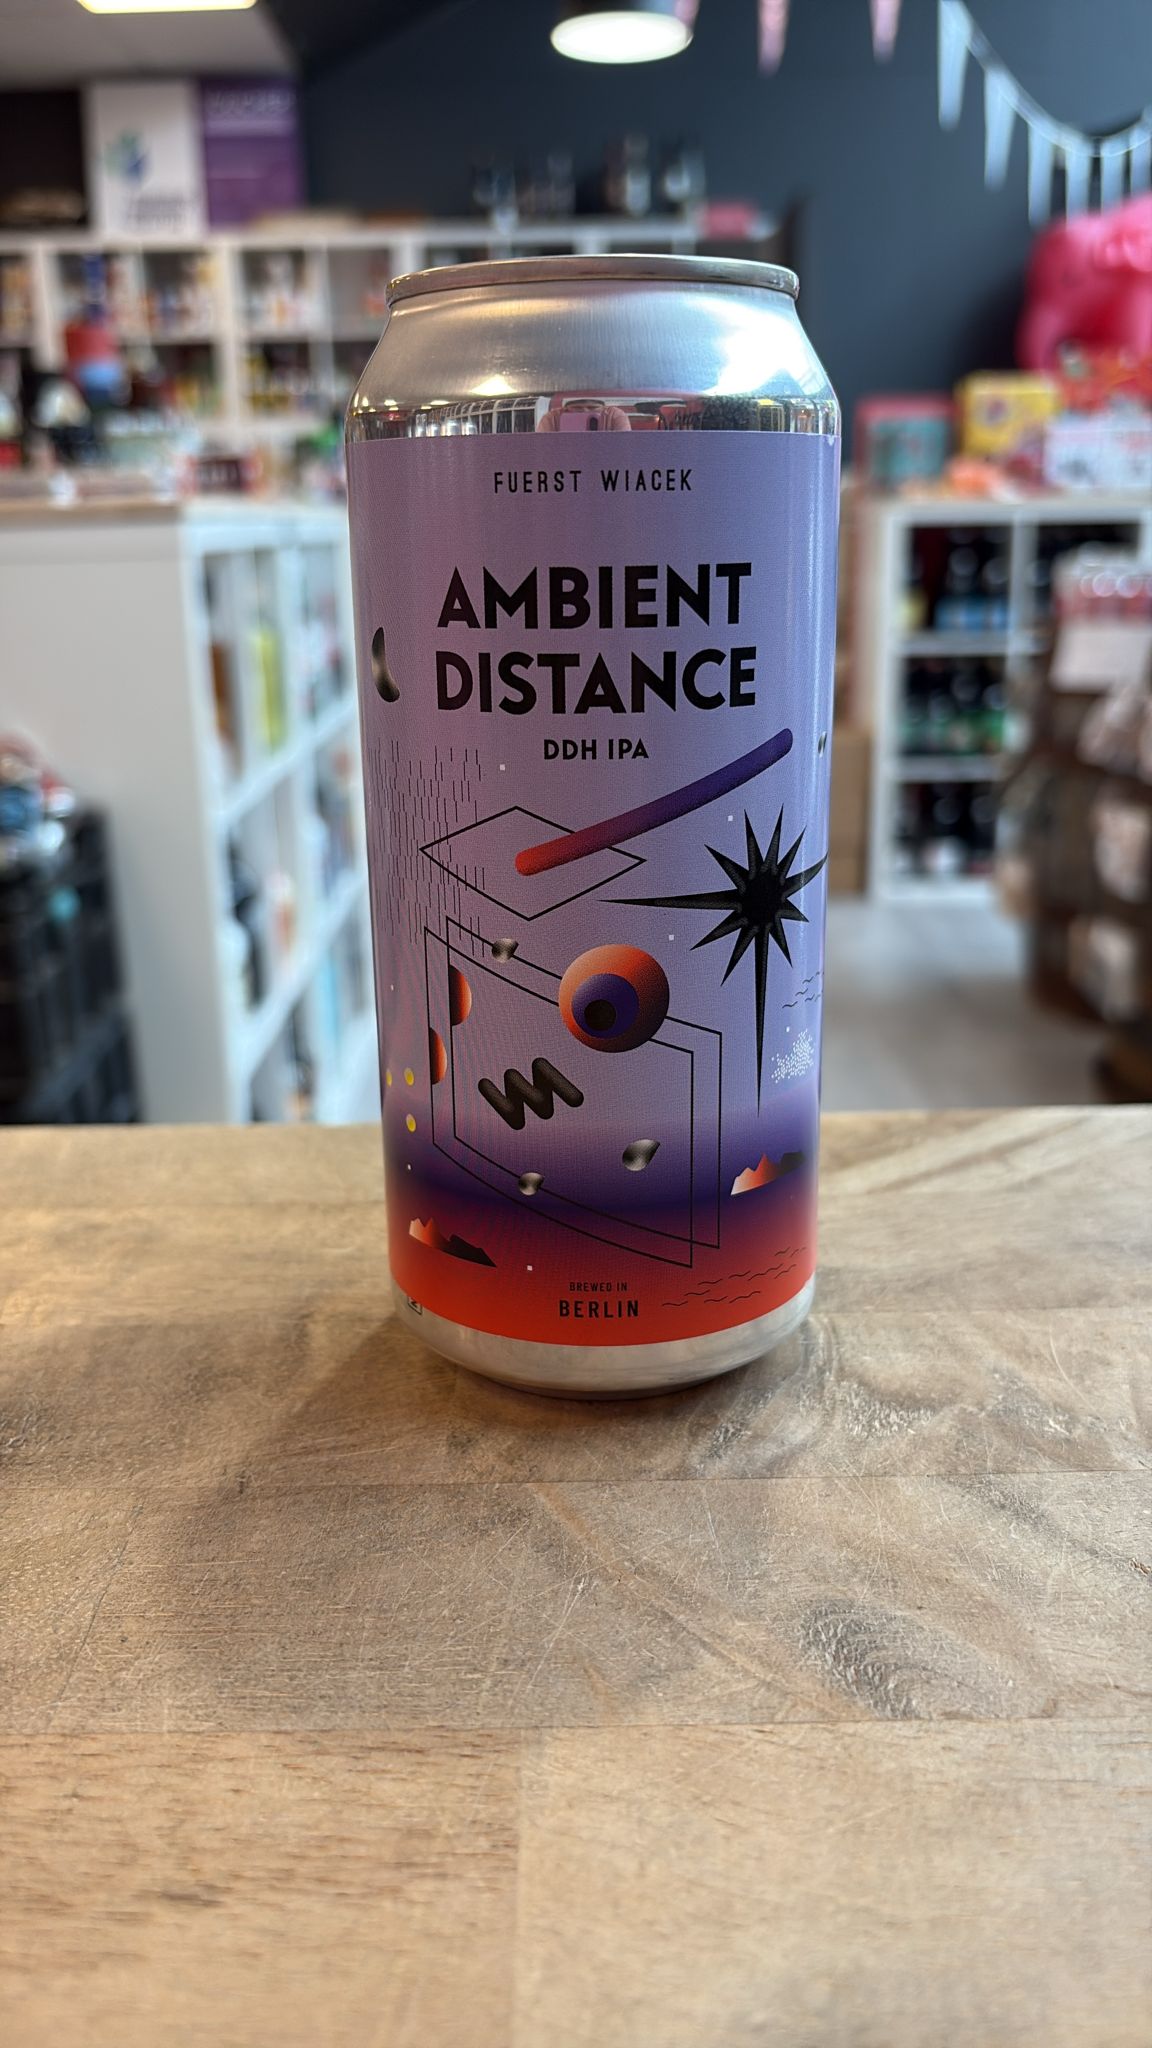 FUERST WIACEK
AMBIENT
DISTANCE
DDH IPA
BREWED IN
BERLIN